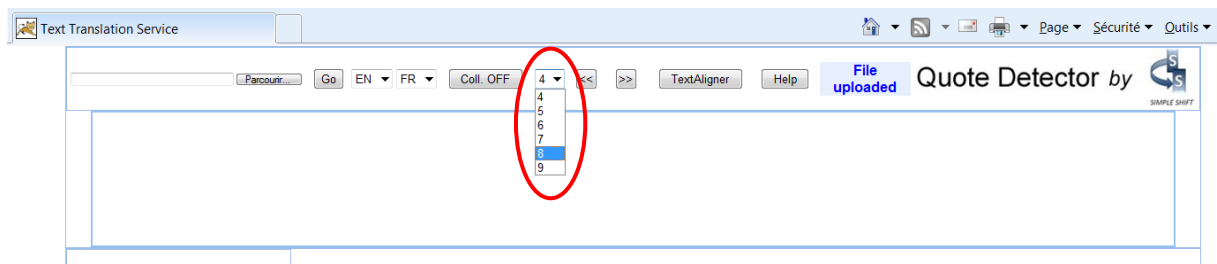 Text Translation Service
Page Sécurité Outils
Parcourir... Go EN FR Coll. OFF 4 << >> TextAligner Help File uploaded Quote Detector by SS
SIMPLE SHIFT
4
5
6
7
8
9